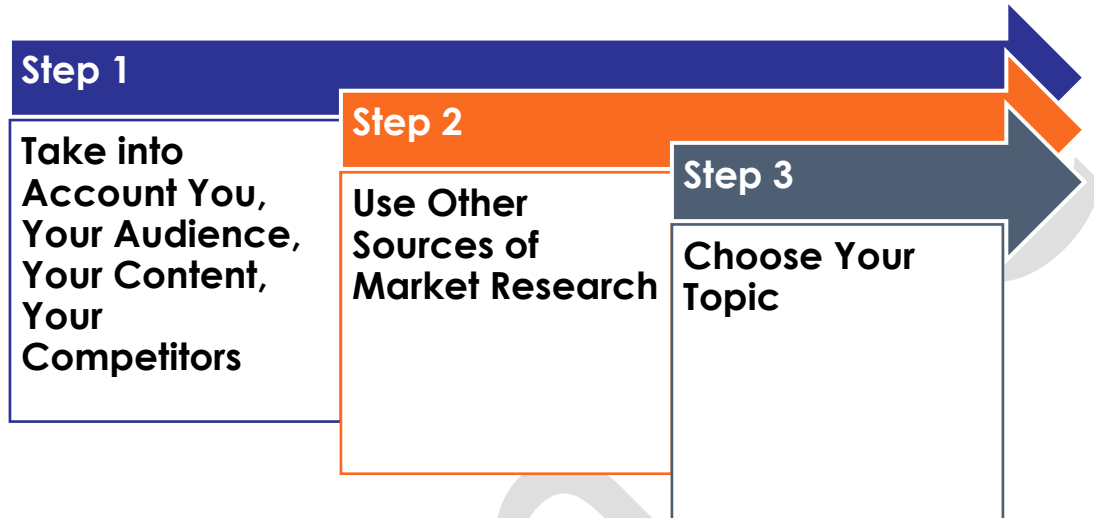 Step 1
Take into
Account You,
Your Audience,
Your Content,
Your
Competitors
Step 2
Use Other
Sources of
Market Research
Step 3
Choose Your
Topic